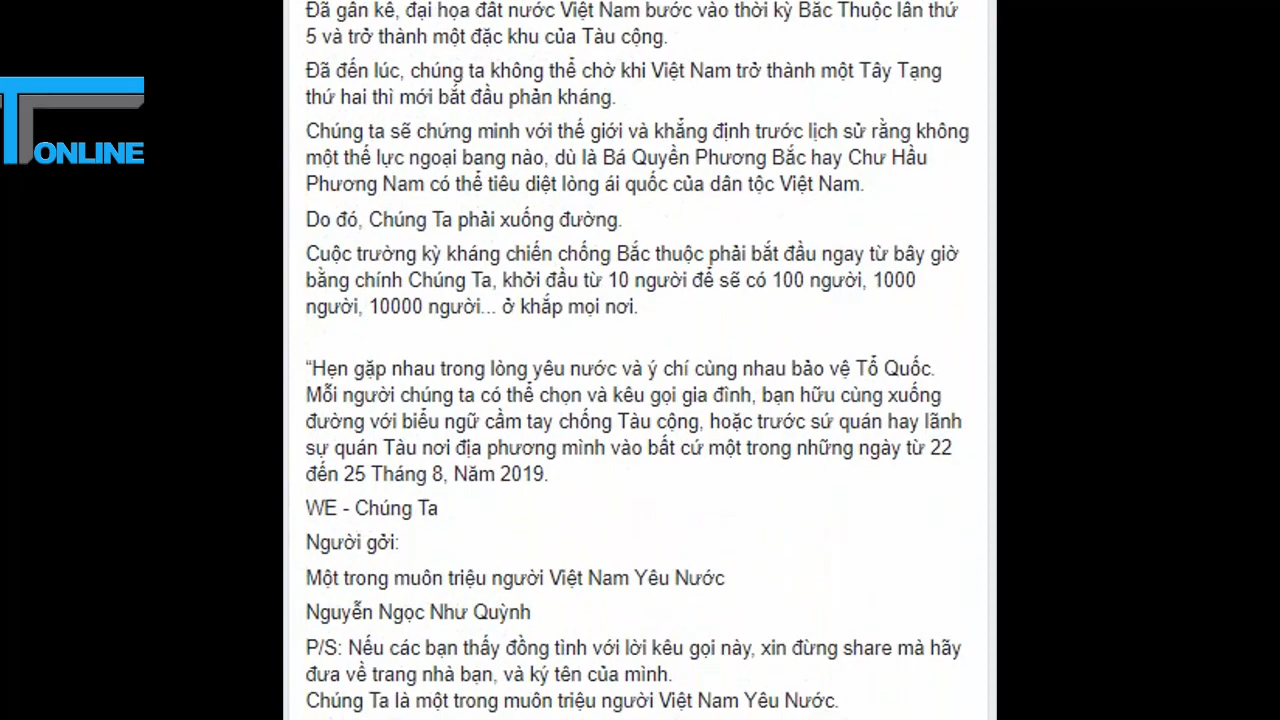 Đã gần kề, đại họa đất nước Việt Nam bước vào thời kỳ Bắc Thuộc lần thứ
5 và trở thành một đặc khu của Tàu cộng.
Đã đến lúc, chúng ta không thể chờ khi Việt Nam trở thành một Tây Tạng
thứ hai thì mới bắt đầu phản kháng.
Chúng ta sẽ chứng minh với thế giới và khẳng định trước lịch sử rằng không
một thế lực ngoại bang nào, dù là Bá Quyền Phương Bắc hay Chư Hầu
Phương Nam có thể tiêu diệt lòng ái quốc của dân tộc Việt Nam.
Do đó, Chúng Ta phải xuống đường.
Cuộc trường kỳ kháng chiến chống Bắc thuộc phải bắt đầu ngay từ bây giờ
bằng chính Chúng Ta, khởi đầu từ 10 người để sẽ có 100 người, 1000
người, 10000 người... ở khắp mọi nơi.
“Hẹn gặp nhau trong lòng yêu nước và ý chí cùng nhau bảo vệ Tổ Quốc.
Mỗi người chúng ta có thể chọn và kêu gọi gia đình, bạn hữu cùng xuống
đường với biểu ngữ cầm tay chống Tàu cộng, hoặc trước sứ quán hay lãnh
sự quán Tàu nơi địa phương mình vào bất cứ một trong những ngày từ 22
đến 25 Tháng 8, Năm 2019.
WE - Chúng Ta
Người gởi:
Một trong muôn triệu người Việt Nam Yêu Nước
Nguyễn Ngọc Như Quỳnh
P/S: Nếu các bạn thấy đồng tình với lời kêu gọi này, xin đừng share mà hãy
đưa về trang nhà bạn, và ký tên của mình.
Chúng Ta là một trong muôn triệu người Việt Nam Yêu Nước.
TT ONLINE